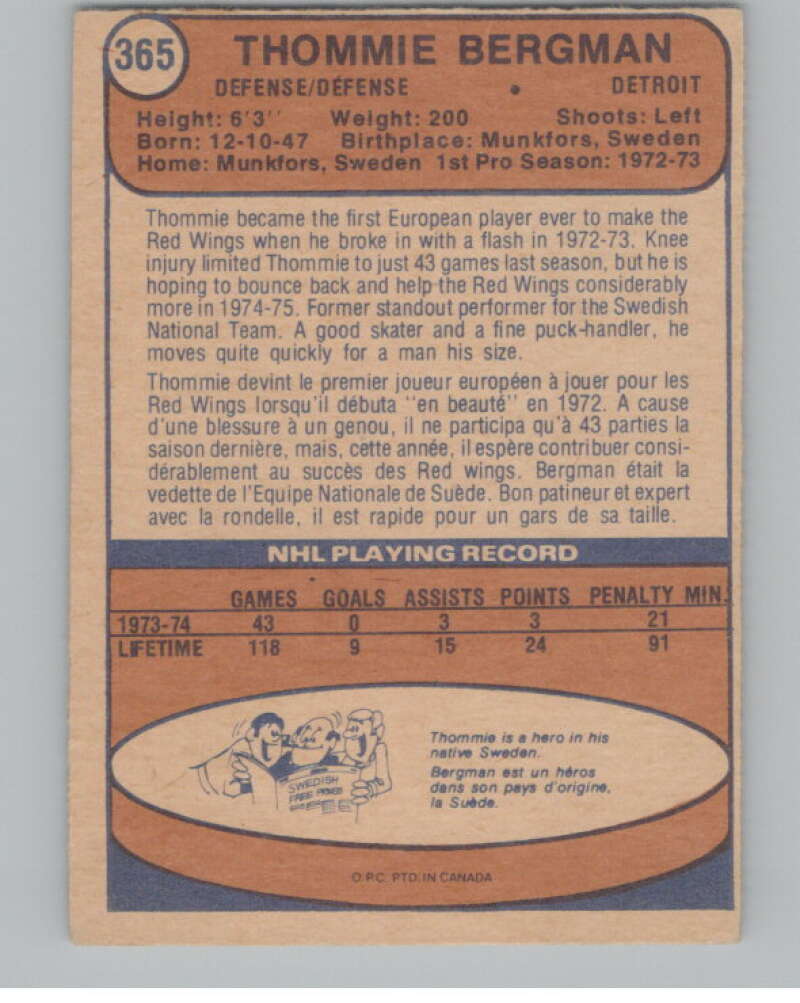 365
THOMMIE BERGMAN
DEFENSE/DÉFENSE • DETROIT
Height: 6'3'' Weight: 200 Shoots: Left
Born: 12-10-47 Birthplace: Munkfors, Sweden
Home: Munkfors, Sweden 1st Pro Season: 1972-73
Thommie became the first European player ever to make the
Red Wings when he broke in with a flash in 1972-73. Knee
injury limited Thommie to just 43 games last season, but he is
hoping to bounce back and help the Red Wings considerably
more in 1974-75. Former standout performer for the Swedish
National Team. A good skater and a fine puck-handler, he
moves quite quickly for a man his size.
Thommie devint le premier joueur européen à jouer pour les
Red Wings lorsqu'il débuta "en beauté" en 1972. A cause
d'une blessure à un genou, il ne participa qu'à 43 parties la
saison dernière, mais, cette année, il espère contribuer consi-
dérablement au succès des Red wings. Bergman était la
vedette de l'Equipe Nationale de Suède. Bon patineur et expert
avec la rondelle, il est rapide pour un gars de sa taille.
NHL PLAYING RECORD
GAMES GOALS ASSISTS POINTS PENALTY MIN.
1973-74 43 0 3 3 21
LIFETIME 118 9 15 24 91
SWEDISH
FREE PRESS
Thommie is a hero in his
native Sweden.
Bergman est un héros
dans son pays d'origine,
la Suède.
O.P.C. PTD. IN CANADA